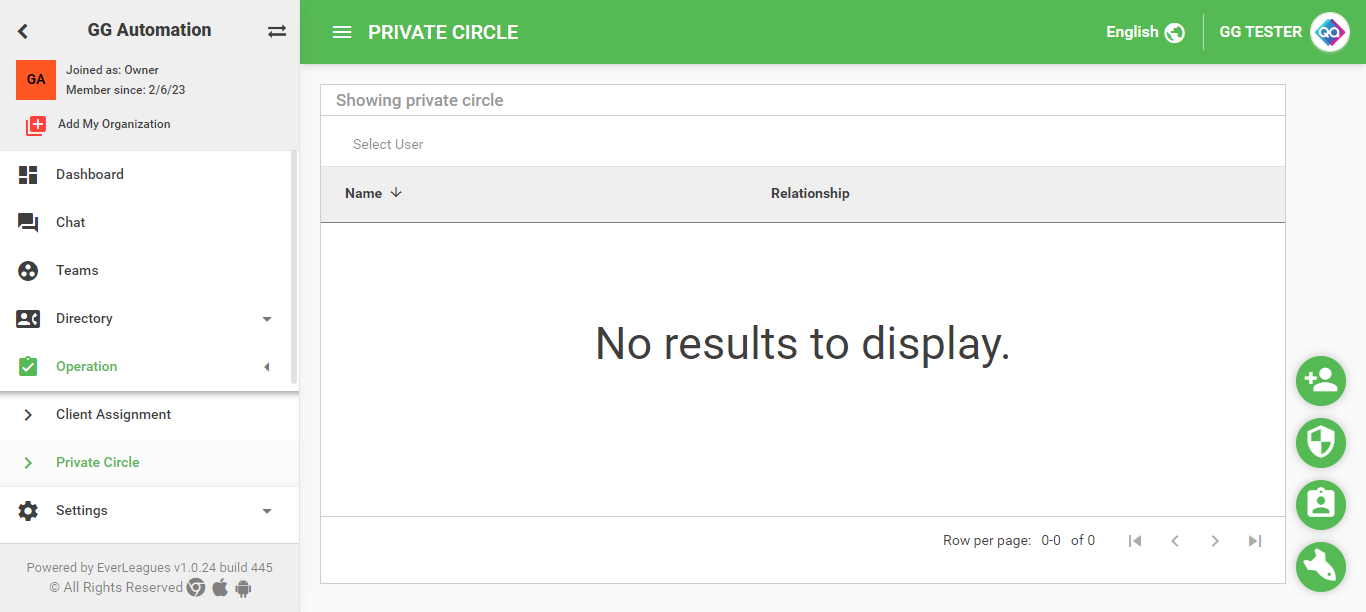 GG Automation
GA
Joined as: Owner
Member since: 2/6/23
Add My Organization
Dashboard
Chat
Teams
Directory
Operation
Client Assignment
Private Circle
Settings
Powered by EverLeagues v1.0.24 build 445
© All Rights Reserved
PRIVATE CIRCLE
English
GG TESTER
QA
Showing private circle
Select User
Name
Relationship
No results to display.
Row per page: 0-0 of 0